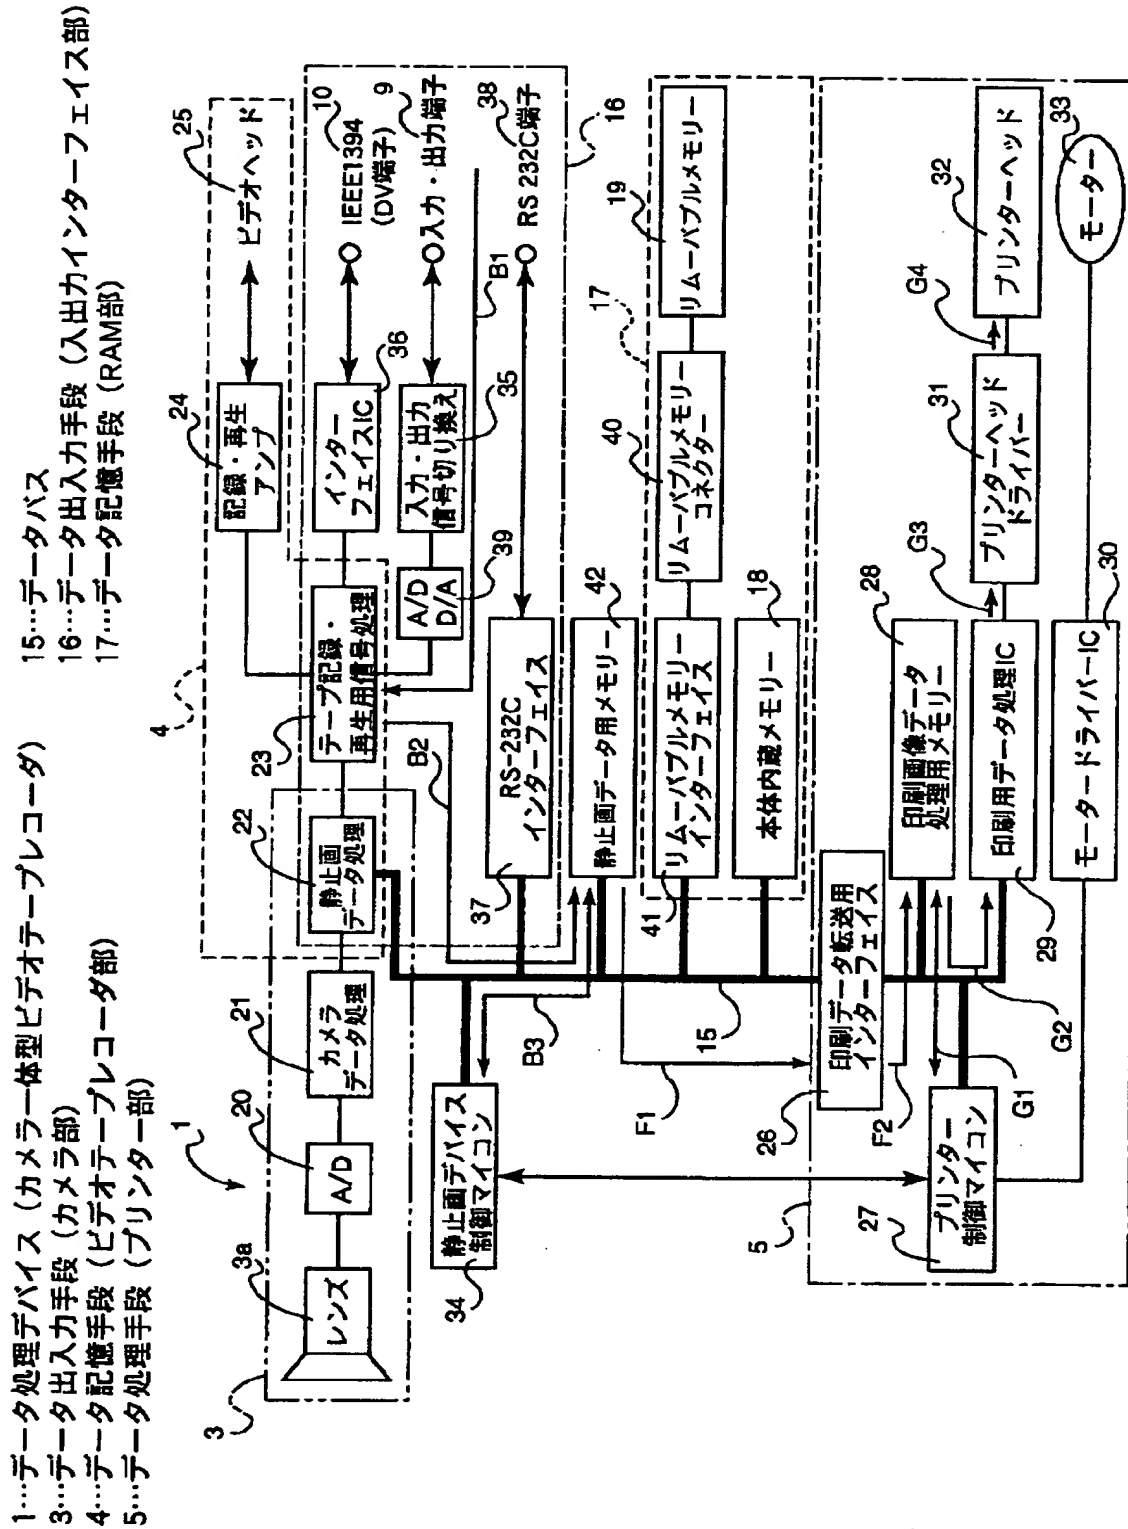 1…データ処理デバイス（カメラ一体型ビデオテープレコーダ）
3…データ出入力手段（カメラ部）
4…データ記憶手段（ビデオテープレコーダ部）
5…データ処理手段（プリンター部）
15…データバス
16…データ出入力手段（入出力インターフェイス部）
17…データ記憶手段（RAM部）
1
3
3a
レンズ
20
A/D
21
カメラ
データ処理
22
静止画
データ処理
4
23
テープ記録・
再生用信号処理
24
記録・再生
アンプ
25
ビデオヘッド
インター
フェイスIC
36
10
IEEE1394
(DV端子)
A/D
D/A
39
入力・出力
信号切り換え
35
9
入力・出力端子
B1
B2
37
RS-232C
インターフェイス
38
RS 232C端子
16
34
静止画デバイス
制御マイコン
B3
静止画データ用メモリー
42
41
リムーバブルメモリー
インターフェイス
40
リムーバブルメモリー
コネクター
17
19
リムーバブルメモリー
本体内蔵メモリー
18
15
F1
5
26
印刷データ転送用
インターフェイス
F2
27
プリンター
制御マイコン
G1
G2
印刷画像データ
処理用メモリー
28
印刷用データ処理IC
29
G3
プリンターヘッド
ドライバー
31
G4
プリンターヘッド
32
モータードライバーIC
30
モーター
33